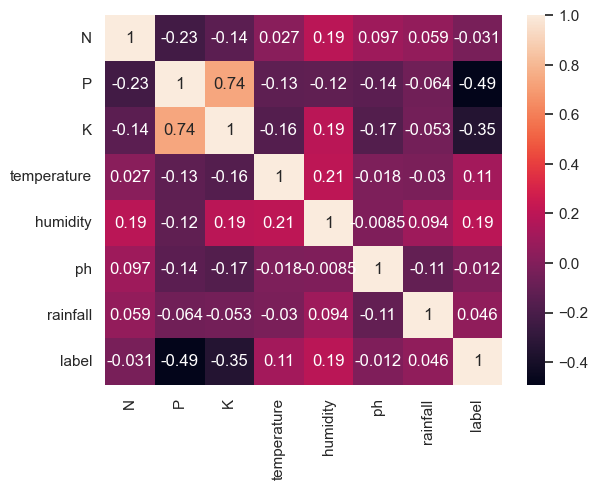 N 1 -0.23 -0.14 0.027 0.19 0.097 0.059 -0.031
P -0.23 1 0.74 -0.13 -0.12 -0.14 -0.064 -0.49
K -0.14 0.74 1 -0.16 0.19 -0.17 -0.053 -0.35
temperature 0.027 -0.13 -0.16 1 0.21 -0.018 -0.03 0.11
humidity 0.19 -0.12 0.19 0.21 1 -0.0085 0.094 0.19
ph 0.097 -0.14 -0.17 -0.018 -0.0085 1 -0.11 -0.012
rainfall 0.059 -0.064 -0.053 -0.03 0.094 -0.11 1 0.046
label -0.031 -0.49 -0.35 0.11 0.19 -0.012 0.046 1
N P K temperature humidity ph rainfall label
1.0
0.8
0.6
0.4
0.2
0.0
−0.2
−0.4